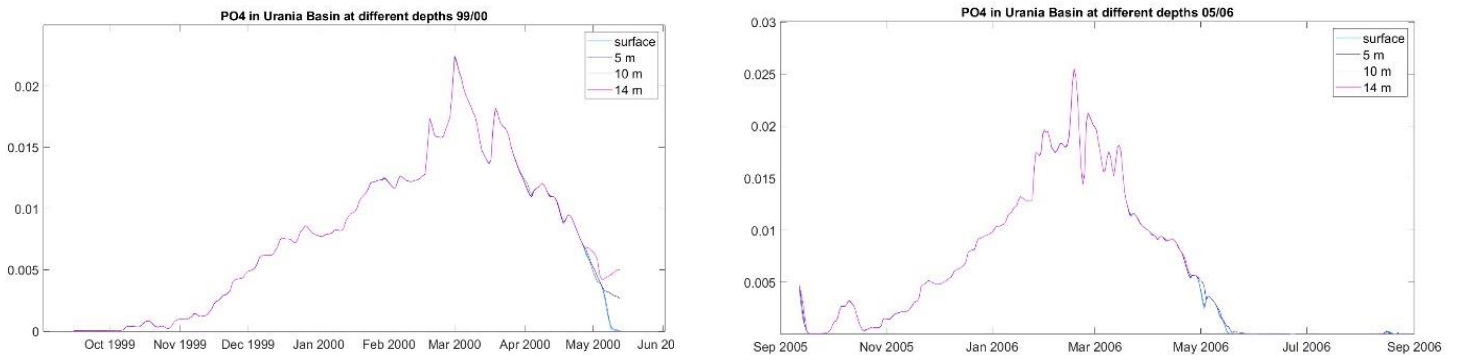 PO4 in Urania Basin at different depths 99/00
surface
5 m
10 m
14 m
0.02
0.015
0.01
0.005
0
Oct 1999 Nov 1999 Dec 1999 Jan 2000 Feb 2000 Mar 2000 Apr 2000 May 2000 Jun 20
PO4 in Urania Basin at different depths 05/06
surface
5 m
10 m
14 m
0.03
0.025
0.02
0.015
0.01
0.005
Sep 2005 Nov 2005 Jan 2006 Mar 2006 May 2006 Jul 2006 Sep 2006